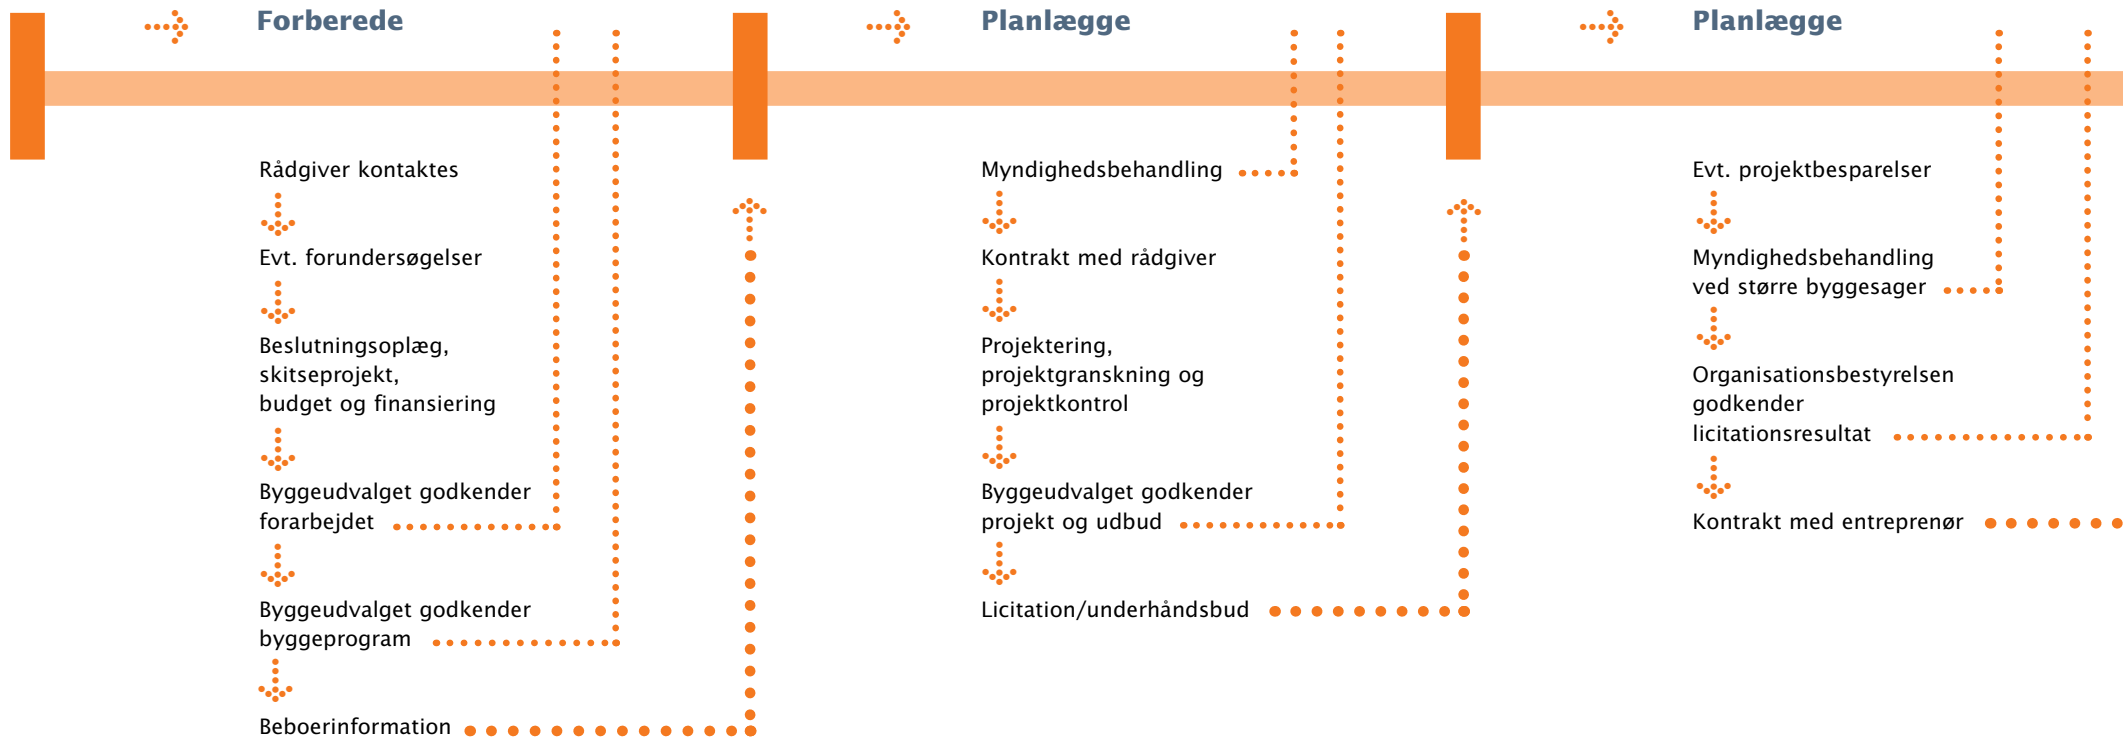 Forberede
Rådgiver kontaktes
Evt. forundersøgelser
Beslutningsoplæg,
skitseprojekt,
budget og finansiering
Byggeudvalget godkender
forarbejdet
Byggeudvalget godkender
byggeprogram
Beboerinformation
Planlægge
Myndighedsbehandling
Kontrakt med rådgiver
Projektering,
projektgranskning og
projektkontrol
Byggeudvalget godkender
projekt og udbud
Licitation/underhåndsbud
Planlægge
Evt. projektbesparelser
Myndighedsbehandling
ved større byggesager
Organisationsbestyrelsen
godkender
licitationsresultat
Kontrakt med entreprenør